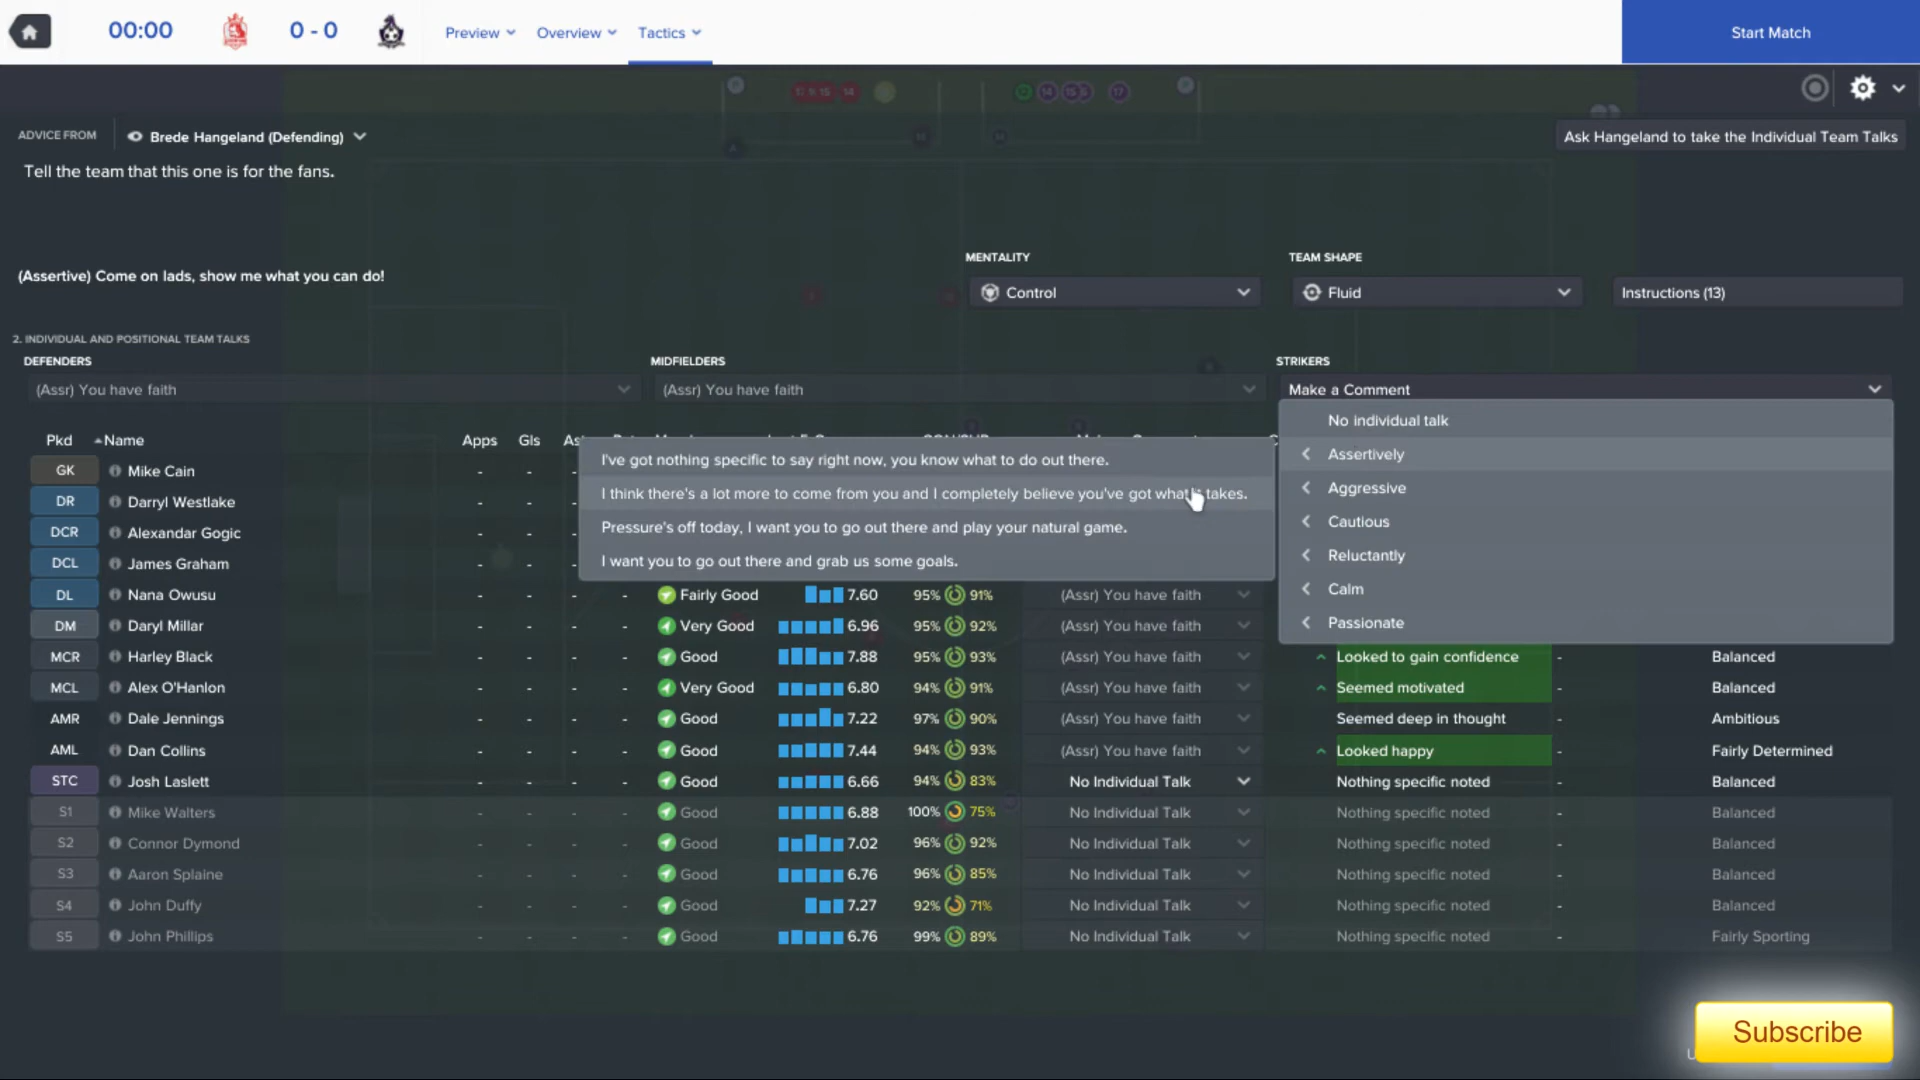 00:00
0 - 0
Preview
Overview
Tactics
Start Match
ADVICE FROM
Brede Hangeland (Defending)
Ask Hangeland to take the Individual Team Talks
Tell the team that this one is for the fans.
MENTALITY
TEAM SHAPE
(Assertive) Come on lads, show me what you can do!
Control
Fluid
Instructions (13)
2. INDIVIDUAL AND POSITIONAL TEAM TALKS
DEFENDERS
MIDFIELDERS
STRIKERS
(Assr) You have faith
(Assr) You have faith
Make a Comment
No individual talk
Assertively
Aggressive
Cautious
Reluctantly
Calm
Passionate
I've got nothing specific to say right now, you know what to do out there.
I think there's a lot more to come from you and I completely believe you've got what it takes.
Pressure's off today, I want you to go out there and play your natural game.
I want you to go out there and grab us some goals.
Pkd Name Apps Gls
GK Mike Cain - -
DR Darryl Westlake - -
DCR Alexandar Gogic - -
DCL James Graham - -
DL Nana Owusu - - - - Fairly Good 7.60 95% 91% (Assr) You have faith
DM Daryl Millar - - - - Very Good 6.96 95% 92% (Assr) You have faith
MCR Harley Black - - - - Good 7.88 95% 93% (Assr) You have faith Looked to gain confidence - Balanced
MCL Alex O'Hanlon - - - - Very Good 6.80 94% 91% (Assr) You have faith Seemed motivated - Balanced
AMR Dale Jennings - - - - Good 7.22 97% 90% (Assr) You have faith Seemed deep in thought - Ambitious
AML Dan Collins - - - - Good 7.44 94% 93% (Assr) You have faith Looked happy - Fairly Determined
STC Josh Laslett - - - - Good 6.66 94% 83% No Individual Talk Nothing specific noted - Balanced
S1 Mike Walters - - - - Good 6.88 100% 75% No Individual Talk Nothing specific noted - Balanced
S2 Connor Dymond - - - - Good 7.02 96% 92% No Individual Talk Nothing specific noted - Balanced
S3 Aaron Splaine - - - - Good 6.76 96% 85% No Individual Talk Nothing specific noted - Balanced
S4 John Duffy - - - - Good 7.27 92% 71% No Individual Talk Nothing specific noted - Balanced
S5 John Phillips - - - - Good 6.76 99% 89% No Individual Talk Nothing specific noted - Fairly Sporting
Subscribe